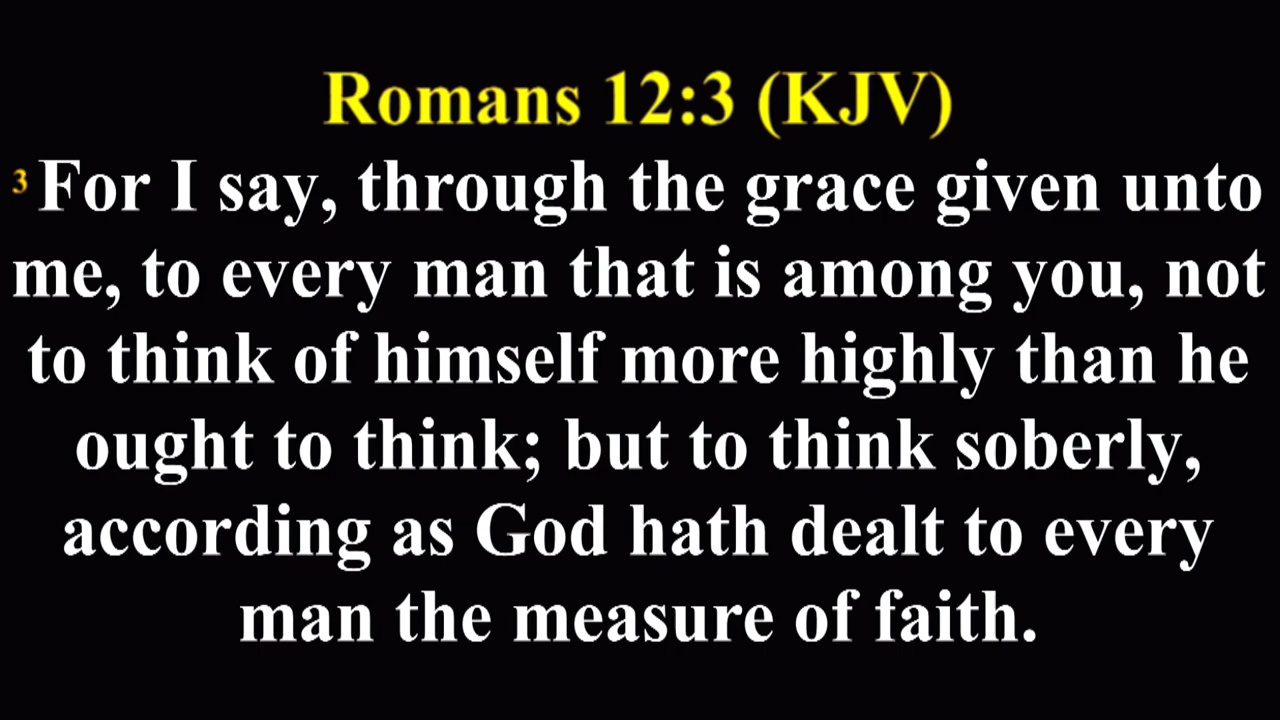 Romans 12:3 (KJV)
3 For I say, through the grace given unto
me, to every man that is among you, not
to think of himself more highly than he
ought to think; but to think soberly,
according as God hath dealt to every
man the measure of faith.